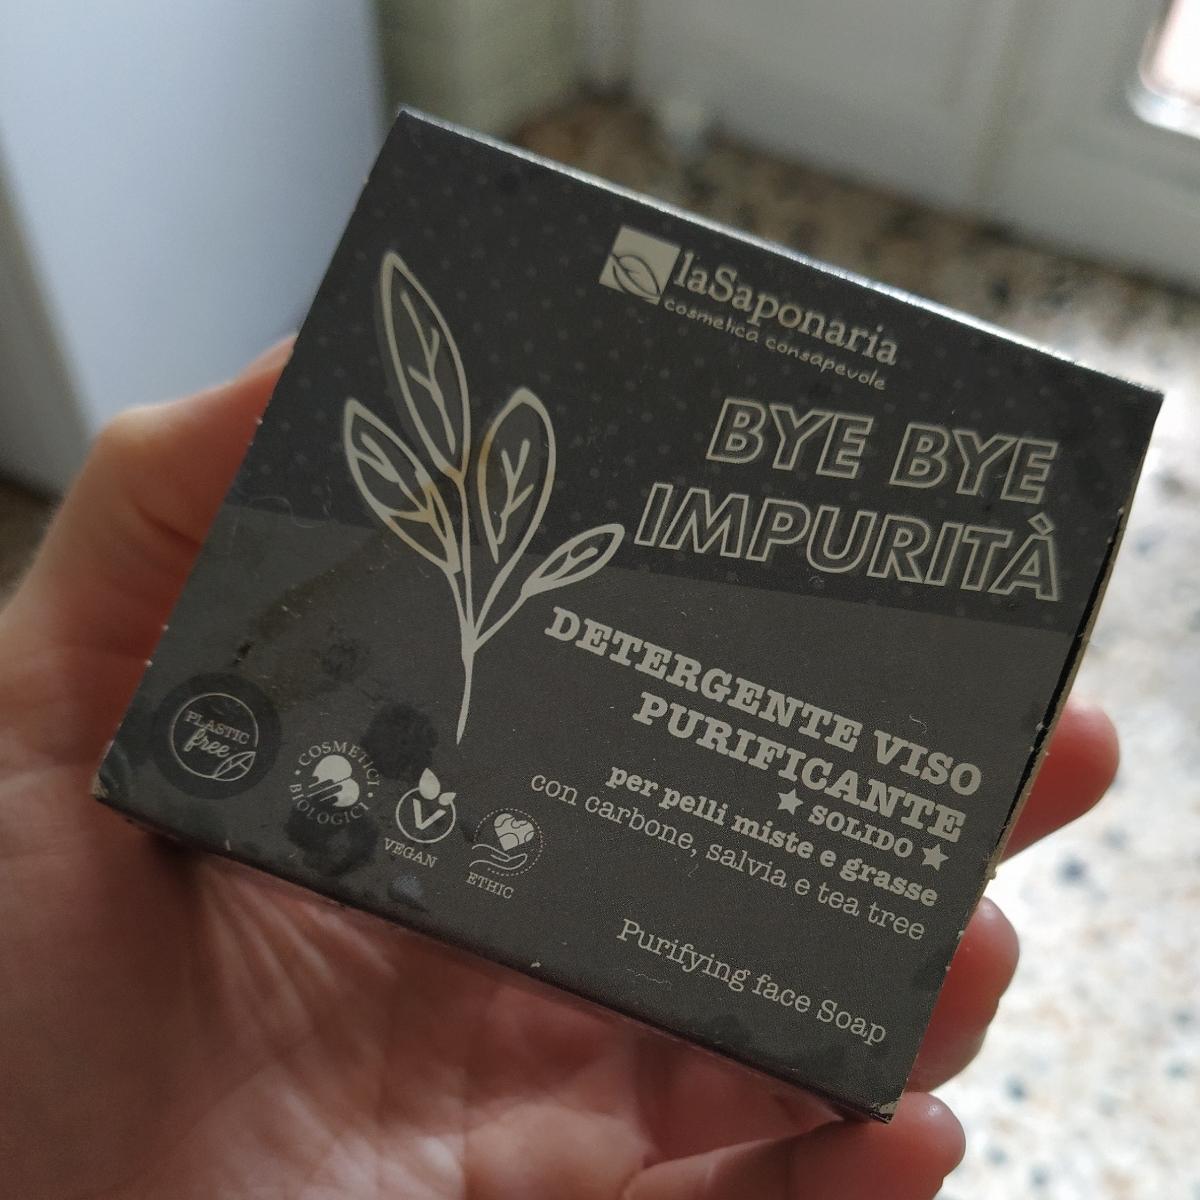 laSaponaria
cosmetica consapevole
BYE BYE
IMPURITÀ
DETERGENTE VISO
PURIFICANTE
★ SOLIDO ★
per pelli miste e grasse
con carbone, salvia e tea tree
Purifying face Soap
PLASTIC
free
COSMETICI
BIOLOGICI
V
VEGAN
ETHIC